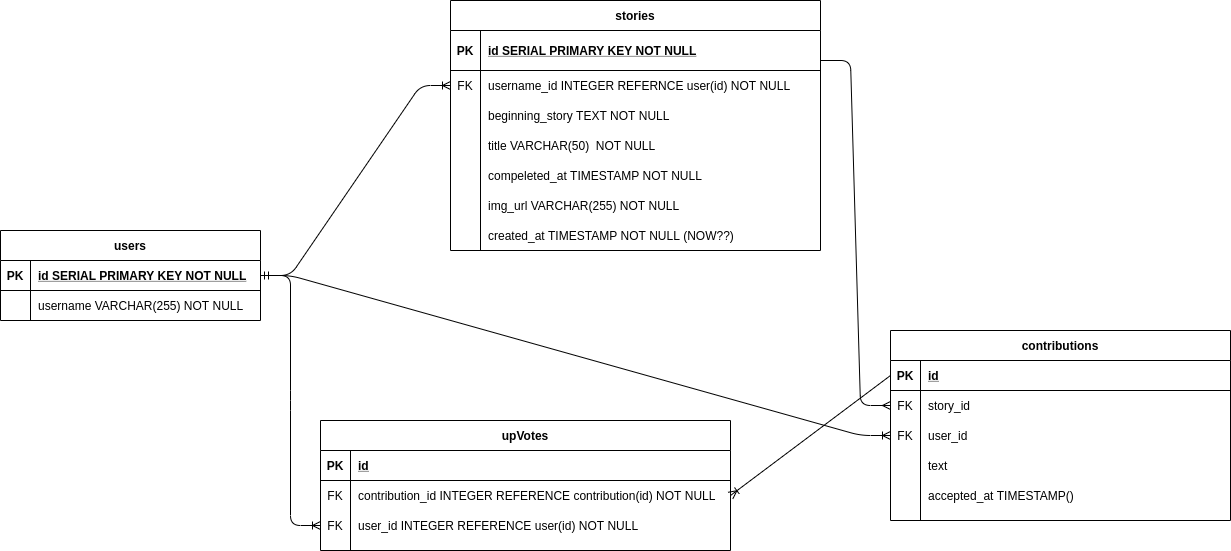 stories
PK id SERIAL PRIMARY KEY NOT NULL
FK username_id INTEGER REFERNCE user(id) NOT NULL
beginning_story TEXT NOT NULL
title VARCHAR(50)  NOT NULL
compeleted_at TIMESTAMP NOT NULL
img_url VARCHAR(255) NOT NULL
created_at TIMESTAMP NOT NULL (NOW??)
users
PK id SERIAL PRIMARY KEY NOT NULL
username VARCHAR(255) NOT NULL
contributions
PK id
FK story_id
FK user_id
text
accepted_at TIMESTAMP()
upVotes
PK id
FK contribution_id INTEGER REFERENCE contribution(id) NOT NULL
FK user_id INTEGER REFERENCE user(id) NOT NULL